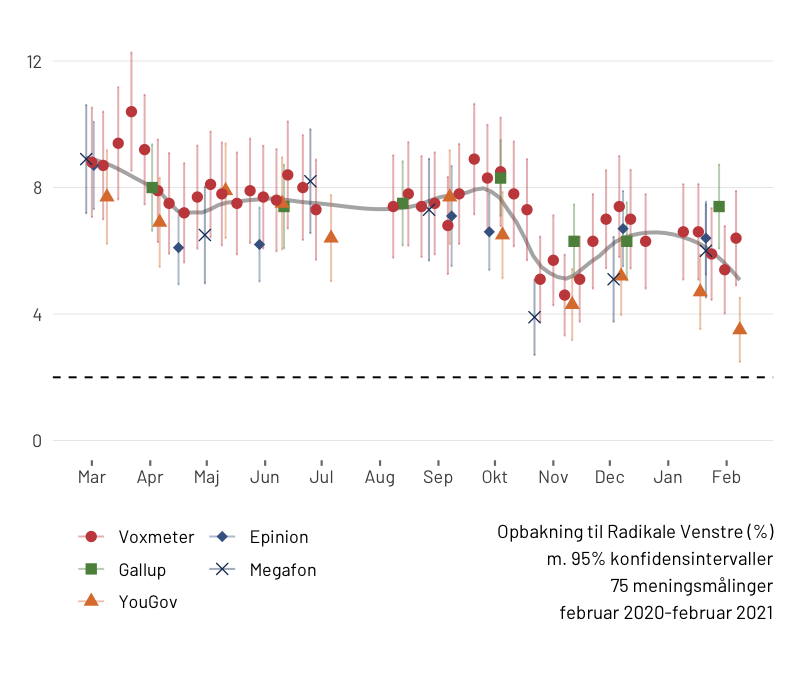 12
8
4
0
Mar Apr Maj Jun Jul Aug Sep Okt Nov Dec Jan Feb
Voxmeter Epinion
Gallup Megafon
YouGov
Opbakning til Radikale Venstre (%)
m. 95% konfidensintervaller
75 meningsmålinger
februar 2020-februar 2021